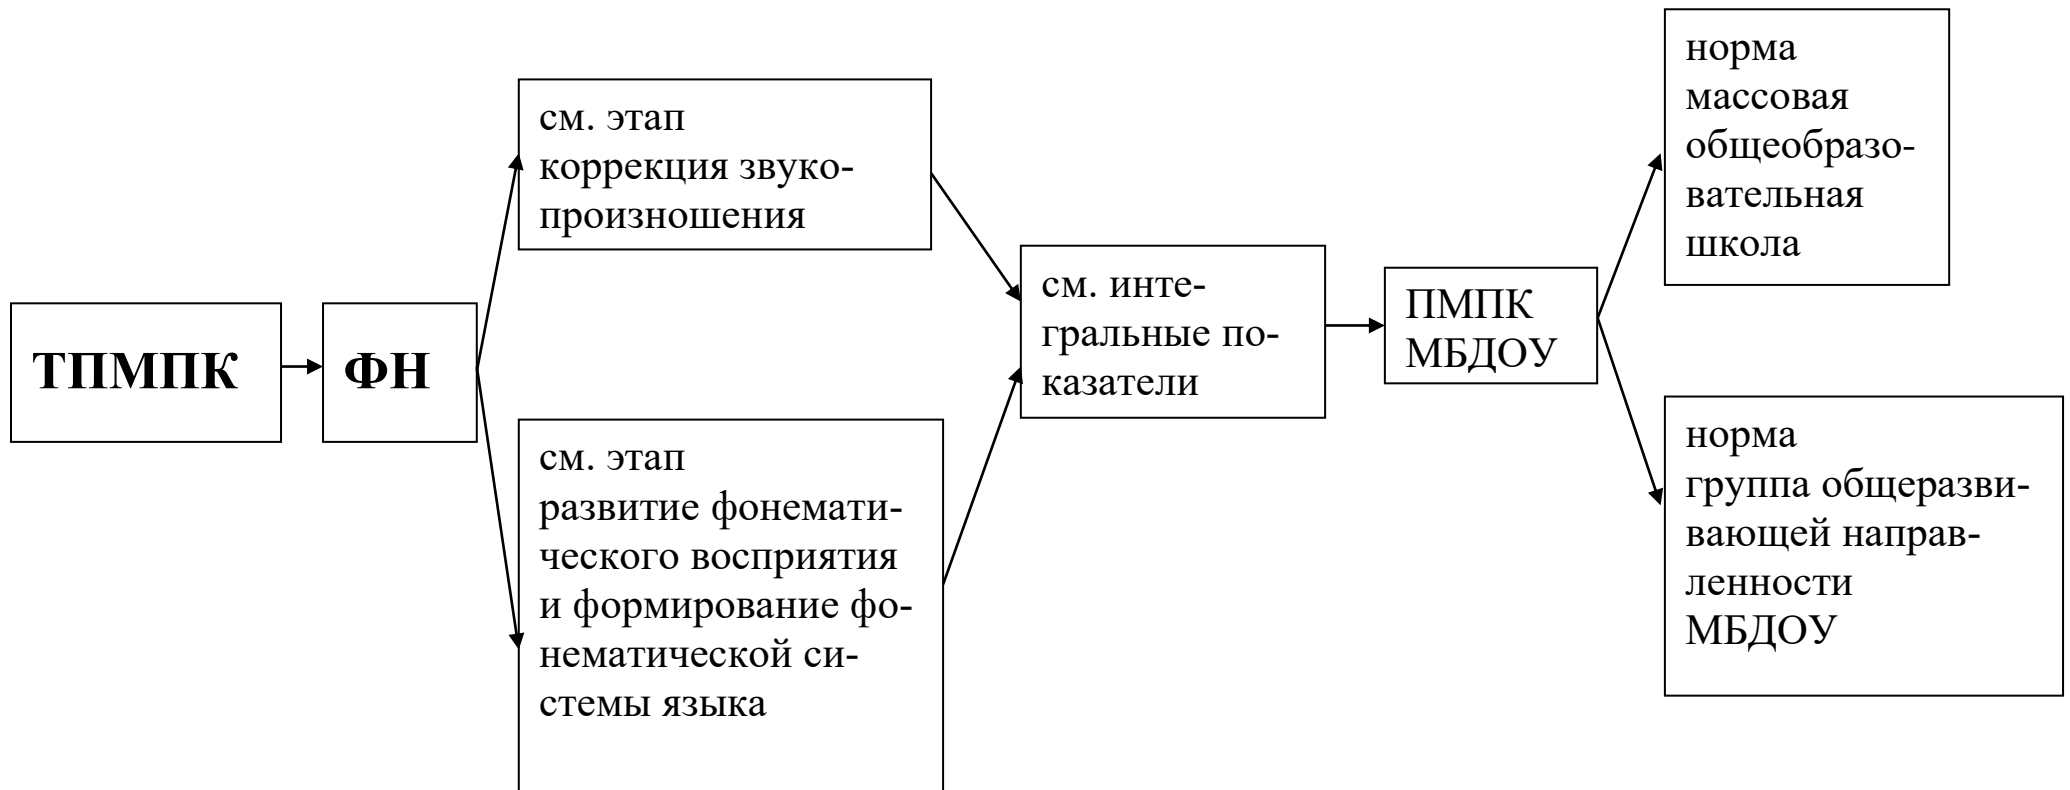 ТПМПК
ФН
см. этап
коррекция звуко-
произношения
см. этап
развитие фонемати-
ческого восприятия
и формирование фо-
нематической си-
стемы языка
см. инте-
гральные по-
казатели
ПМПК
МБДОУ
норма
массовая
общеобразо-
вательная
школа
норма
группа общеразви-
вающей направ-
ленности
МБДОУ